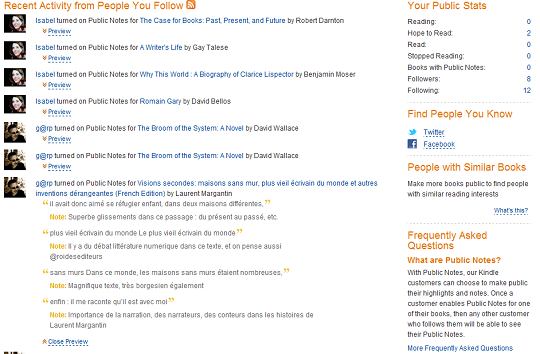 Recent Activity from People You Follow
Isabel turned on Public Notes for The Case for Books: Past, Present, and Future by Robert Darnton
Preview
Isabel turned on Public Notes for A Writer's Life by Gay Talese
Preview
Isabel turned on Public Notes for Why This World : A Biography of Clarice Lispector by Benjamin Moser
Preview
Isabel turned on Public Notes for Romain Gary by David Bellos
Preview
g@rp turned on Public Notes for The Broom of the System: A Novel by David Wallace
Preview
g@rp turned on Public Notes for The Broom of the System: A Novel by David Wallace
Preview
g@rp turned on Public Notes for Visions secondes: maisons sans mur, plus vieil écrivain du monde et autres
inventions dérangeantes (French Edition) by Laurent Margantin
“il avait donc aimé se réfugier enfant, dans deux maisons différentes,”
Note: Superbe glissements dans ce passage : du présent au passé, etc.
“plus vieil écrivain du monde Le plus vieil écrivain du monde”
Note: Il y a du débat littérature numerique dans ce texte, et on pense aussi
@roidesediteurs
“sans murs Dans ce monde, les maisons sans murs étaient nombreuses,”
Note: Magnifique texte, très borgesien également
“enfin : il me raconte qu'il est avec moi”
Note: Importance de la narration, des narrateurs, des conteurs dans les histoires de
Laurent Margantin
Close Preview
Your Public Stats
Reading: 0
Hope to Read: 2
Read: 0
Stopped Reading: 0
Books with Public Notes: 0
Followers: 8
Following: 12
Find People You Know
Twitter
Facebook
People with Similar Books
Make more books public to find people
with similar reading interests
What's this?
Frequently Asked
Questions
What are Public Notes?
With Public Notes, our Kindle
customers can choose to make public
their highlights and notes. Once a
customer enables Public Notes for one
of their books, then any other customer
who follows them will be able to see
their Public Notes.
More Frequently Asked Questions